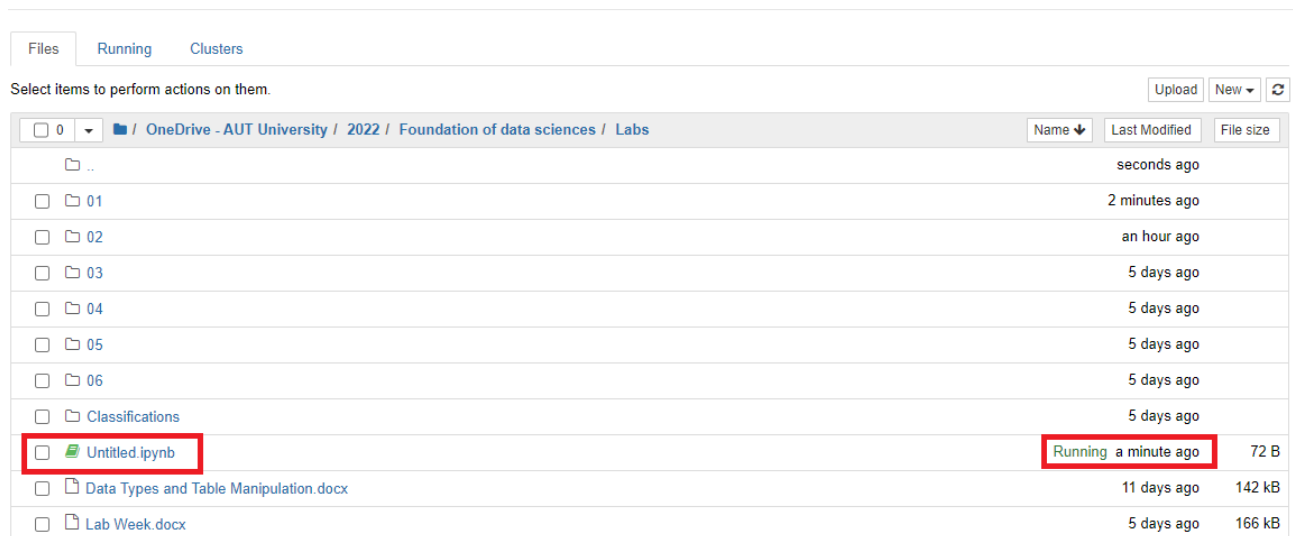 Files Running Clusters
Select items to perform actions on them. Upload New
0 / OneDrive - AUT University / 2022 / Foundation of data sciences / Labs Name Last Modified File size
.. seconds ago
01 2 minutes ago
02 an hour ago
03 5 days ago
04 5 days ago
05 5 days ago
06 5 days ago
Classifications 5 days ago
Untitled.ipynb Running a minute ago 72 B
Data Types and Table Manipulation.docx 11 days ago 142 kB
Lab Week.docx 5 days ago 166 kB